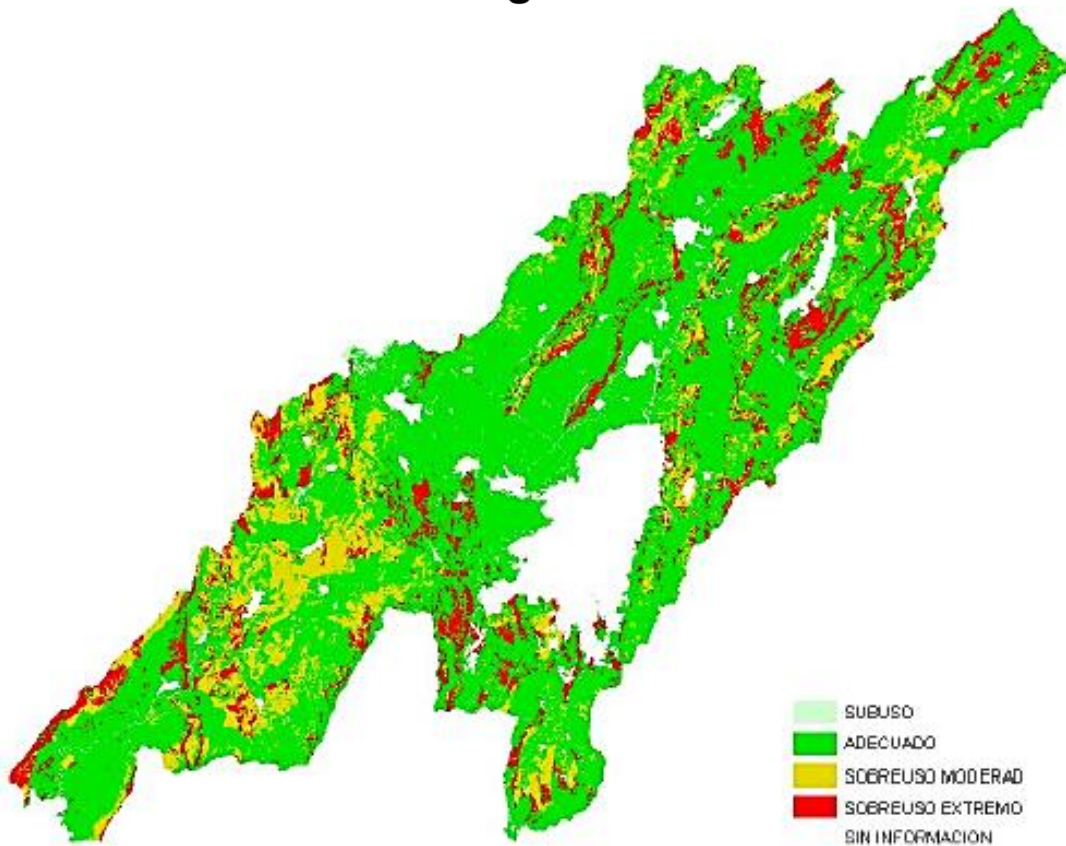 g
SUBUSO
ADECUADO
SOBREUSO MODERAD
SOBREUSO EXTREMO
SIN INFORMACION